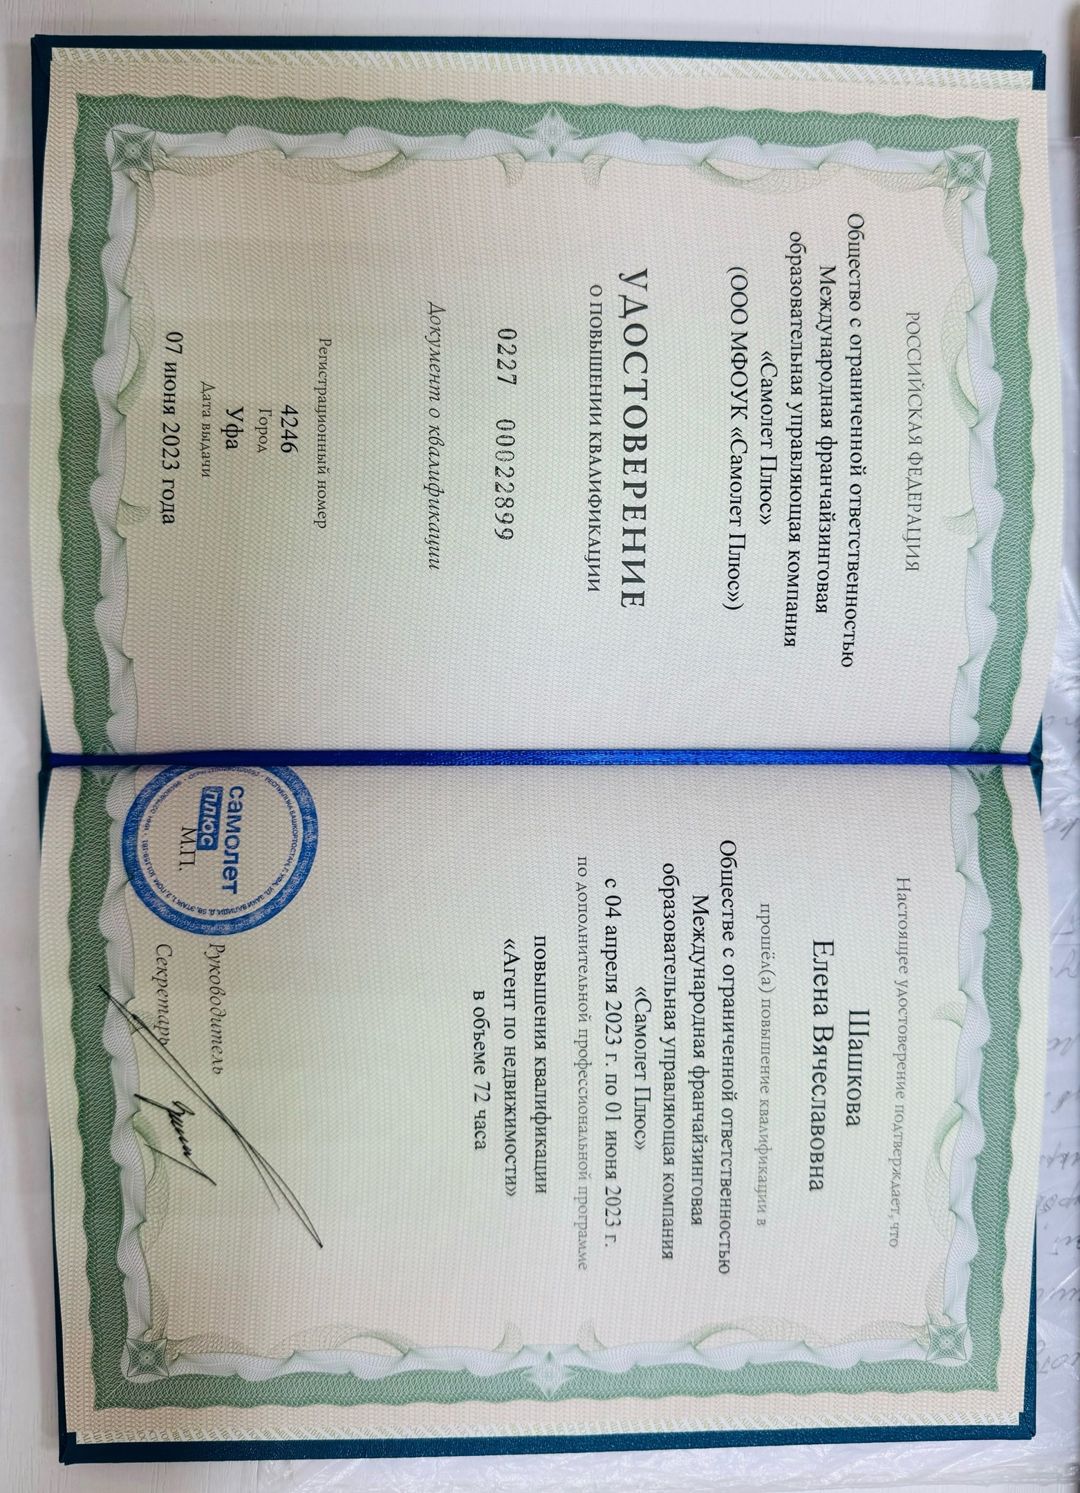 РОССИЙСКАЯ ФЕДЕРАЦИЯ
Общество с ограниченной ответственностью
Международная франчайзинговая
образовательная управляющая компания
«Самолет Плюс»
(ООО МФОУК «Самолет Плюс»)
УДОСТОВЕРЕНИЕ
О ПОВЫШЕНИИ КВАЛИФИКАЦИИ
0227 00022899
Документ о квалификации
Регистрационный номер
4246
Город
Уфа
Дата выдачи
07 июня 2023 года
Настоящее удостоверение подтверждает, что
Шашкова
Елена Вячеславовна
прошёл(а) повышение квалификации в
Обществе с ограниченной ответственностью
Международная франчайзинговая
образовательная управляющая компания
«Самолет Плюс»
с 04 апреля 2023 г. по 01 июня 2023 г.
по дополнительной профессиональной программе
повышения квалификации
«Агент по недвижимости»
в объеме 72 часа
самолет
плюс
М.П.
Руководитель
Секретарь